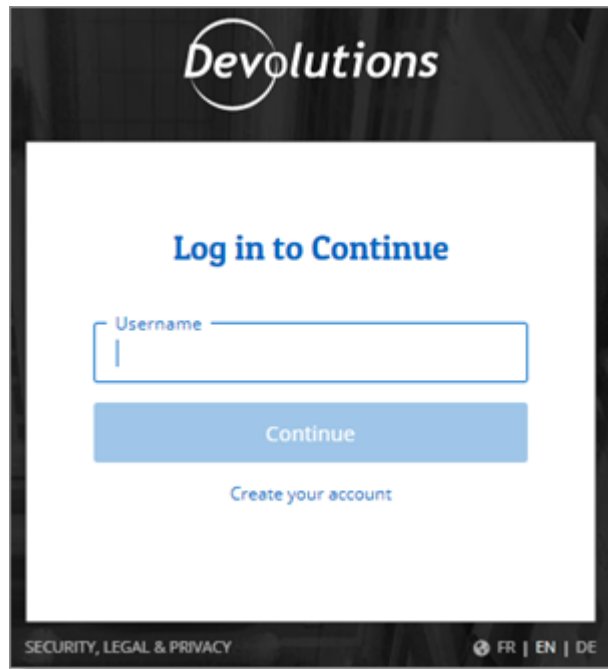 Devolutions
Log in to Continue
Username
Continue
Create your account
SECURITY, LEGAL & PRIVACY
FR | EN | DE